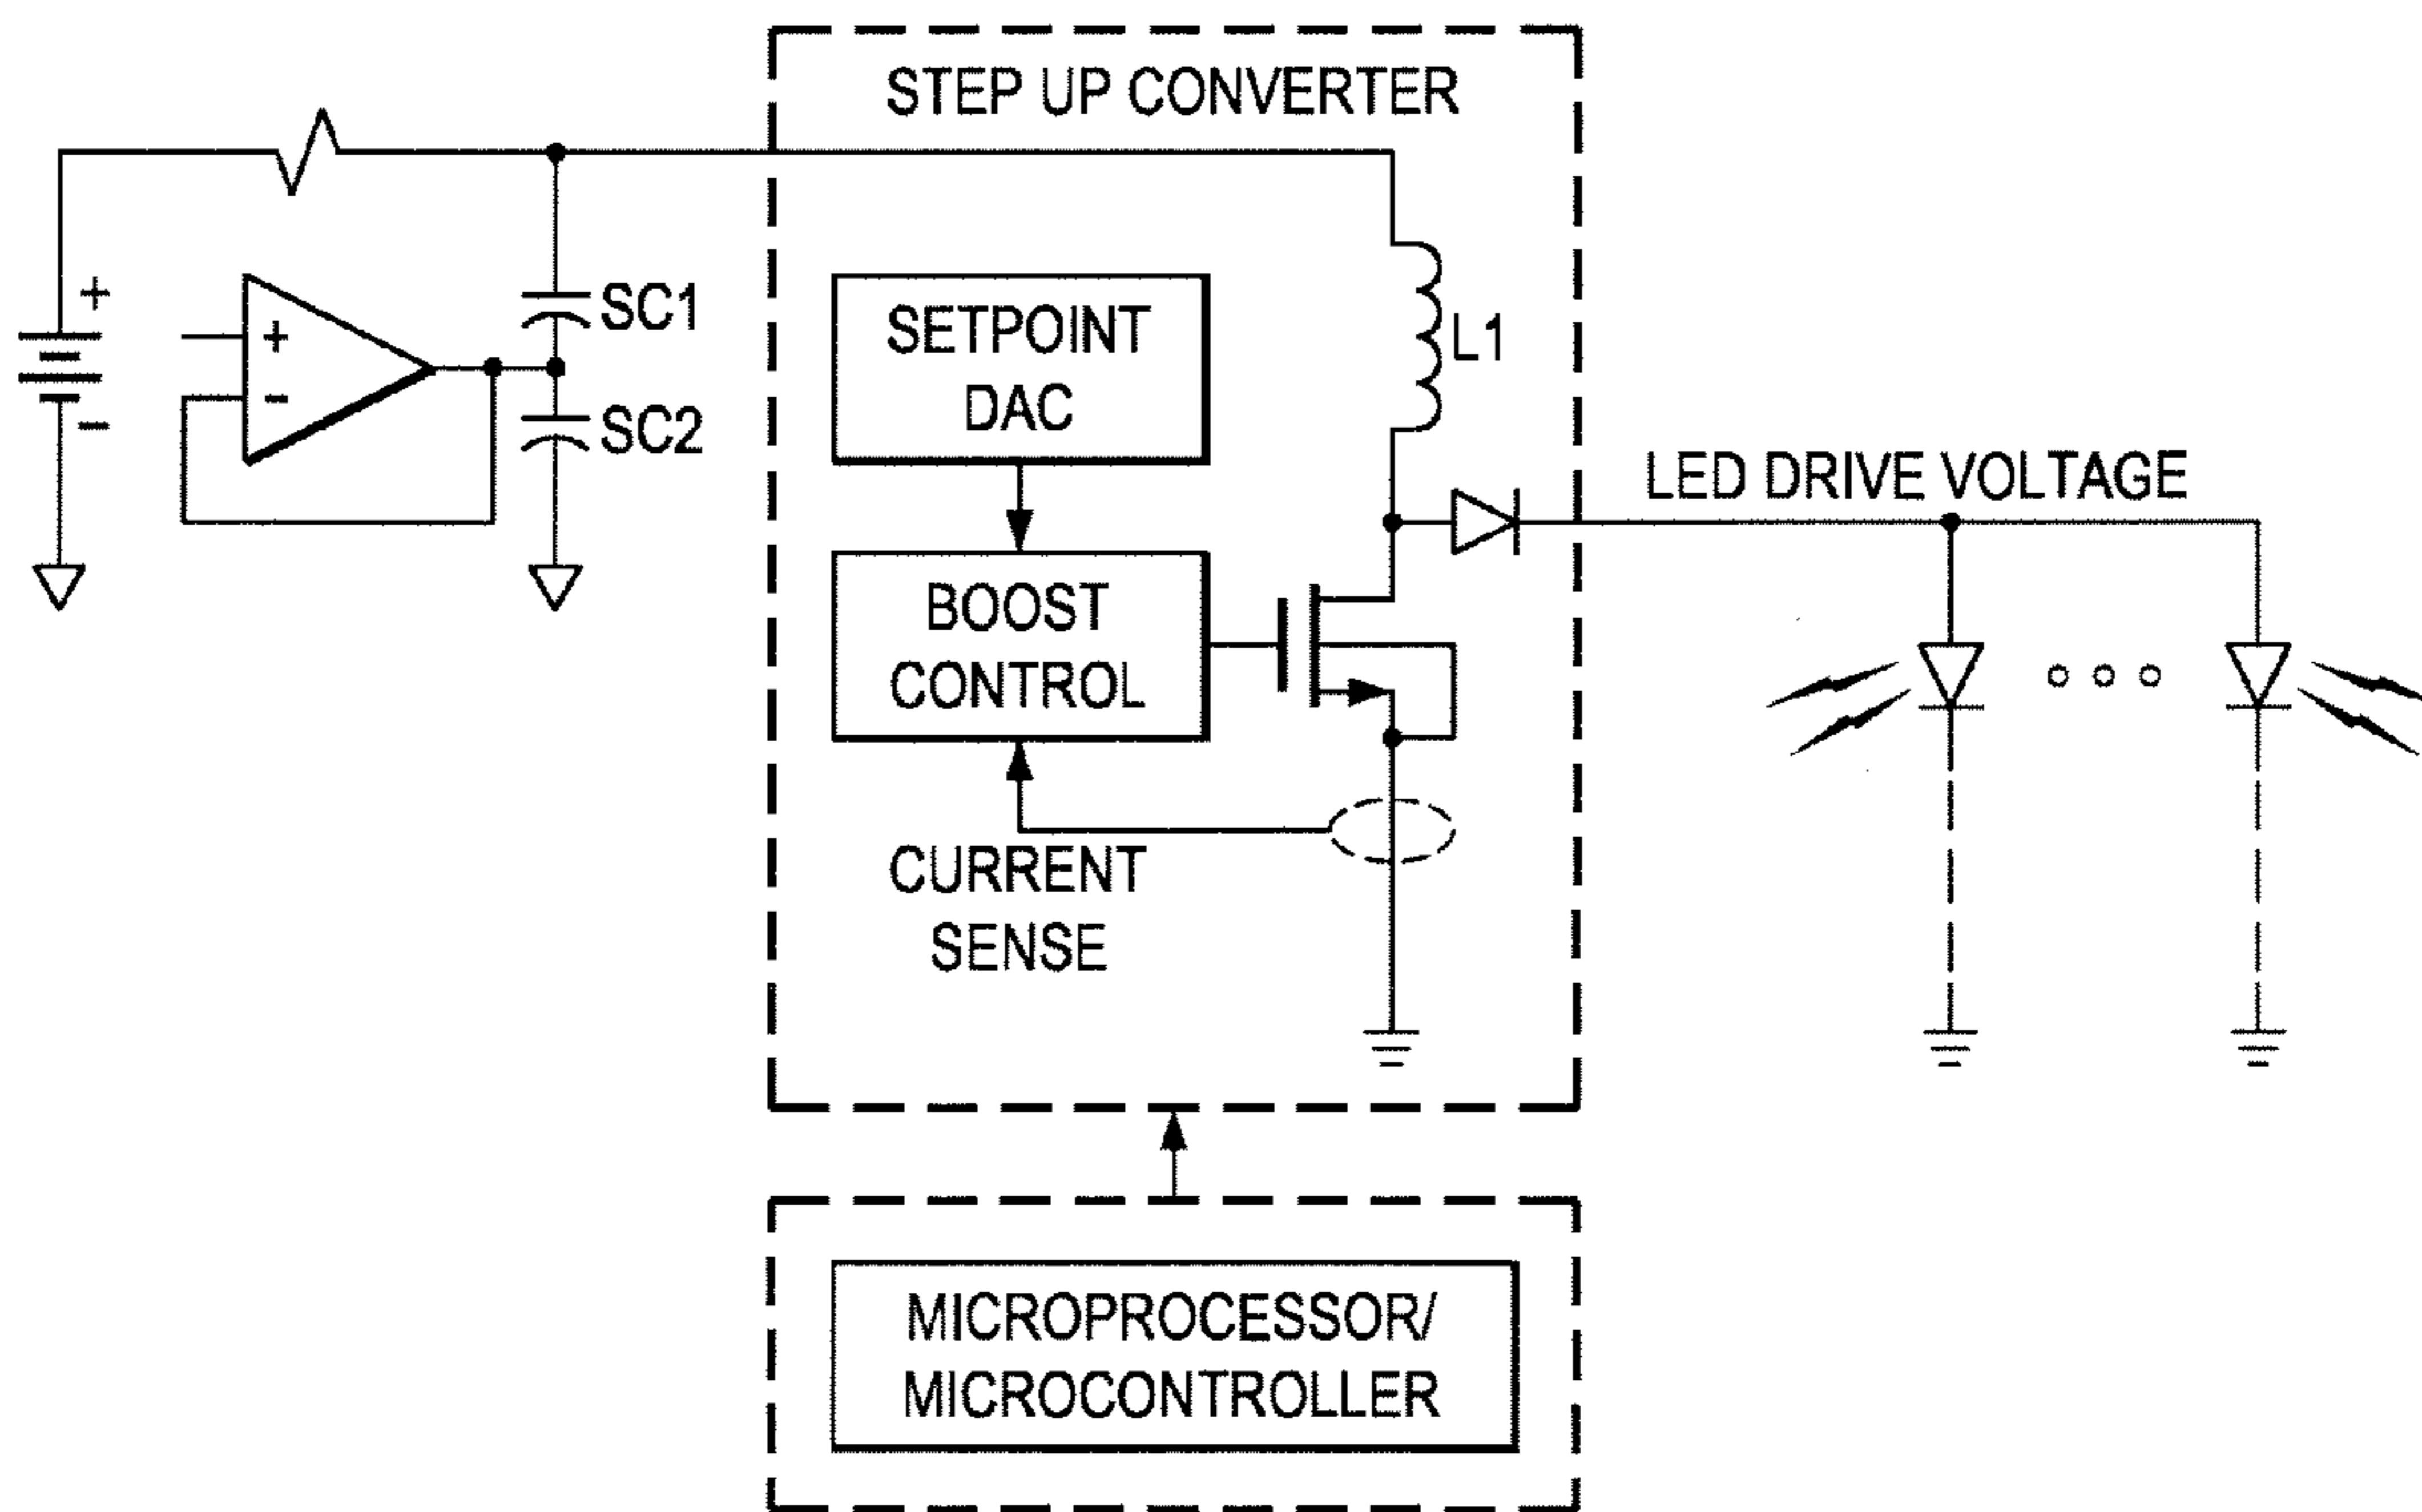 STEP UP CONVERTER
+
-
+
-
SC1
SC2
SETPOINT
DAC
L1
LED DRIVE VOLTAGE
BOOST
CONTROL
CURRENT
SENSE
MICROPROCESSOR/
MICROCONTROLLER